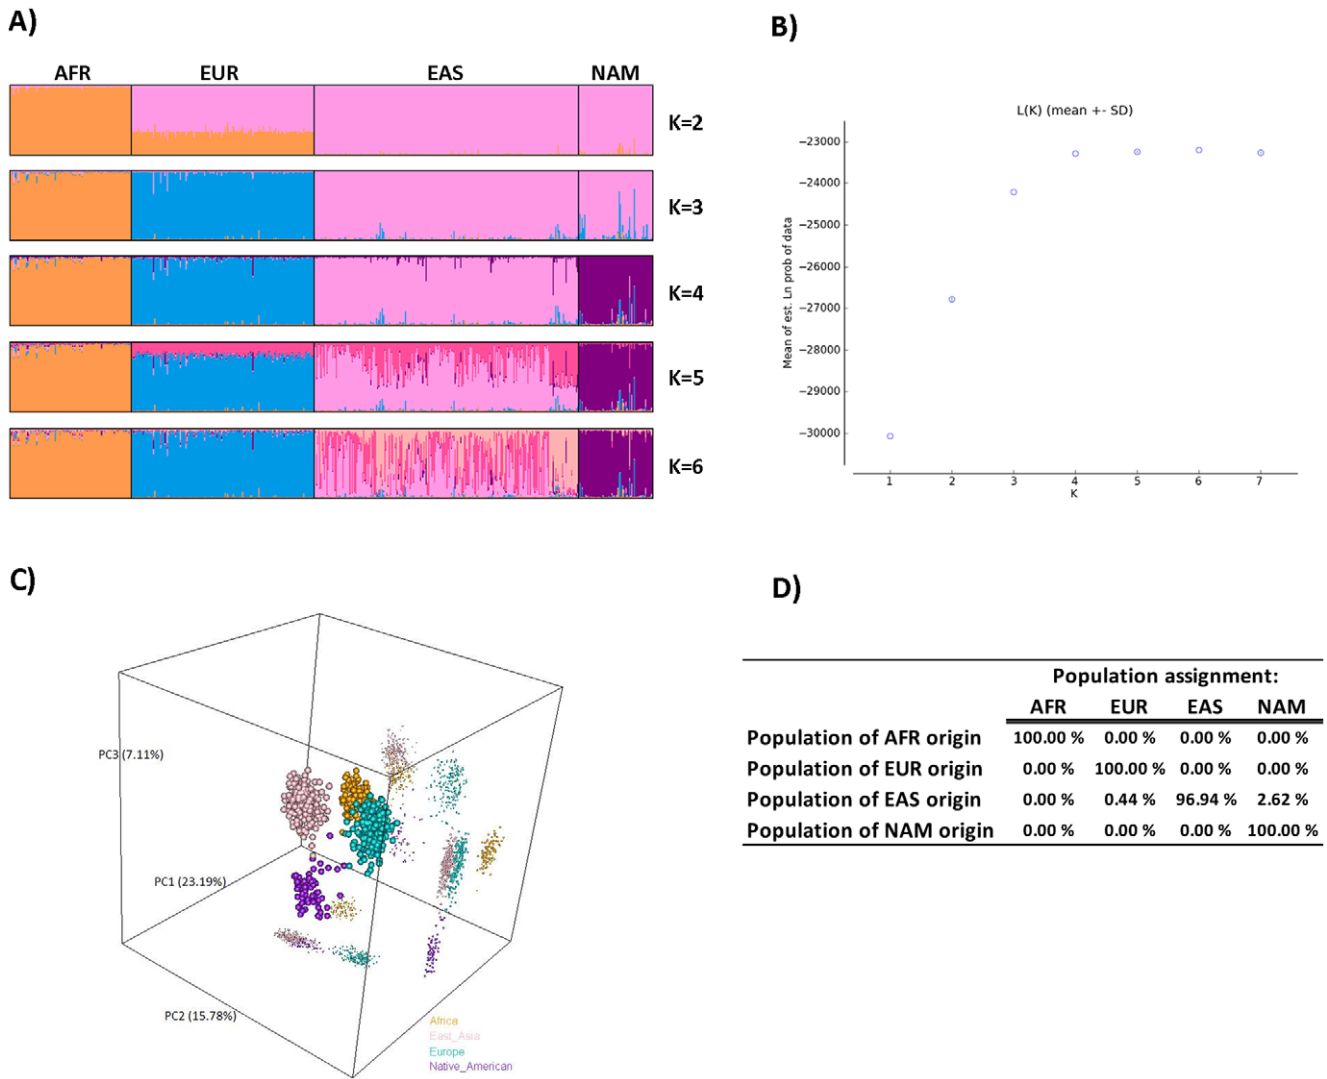 A)
AFR EUR EAS NAM
K=2
K=3
K=4
K=5
K=6
B)
L(K) (mean +- SD)
Mean of est. Ln prob of data
−23000
−24000
−25000
−26000
−27000
−28000
−29000
−30000
1 2 3 4 5 6 7
K
C)
PC3 (7.11%)
PC1 (23.19%)
PC2 (15.78%)
Africa
East_Asia
Europe
Native_American
D)
Population assignment:
AFR EUR EAS NAM
Population of AFR origin 100.00 % 0.00 % 0.00 % 0.00 %
Population of EUR origin 0.00 % 100.00 % 0.00 % 0.00 %
Population of EAS origin 0.00 % 0.44 % 96.94 % 2.62 %
Population of NAM origin 0.00 % 0.00 % 0.00 % 100.00 %